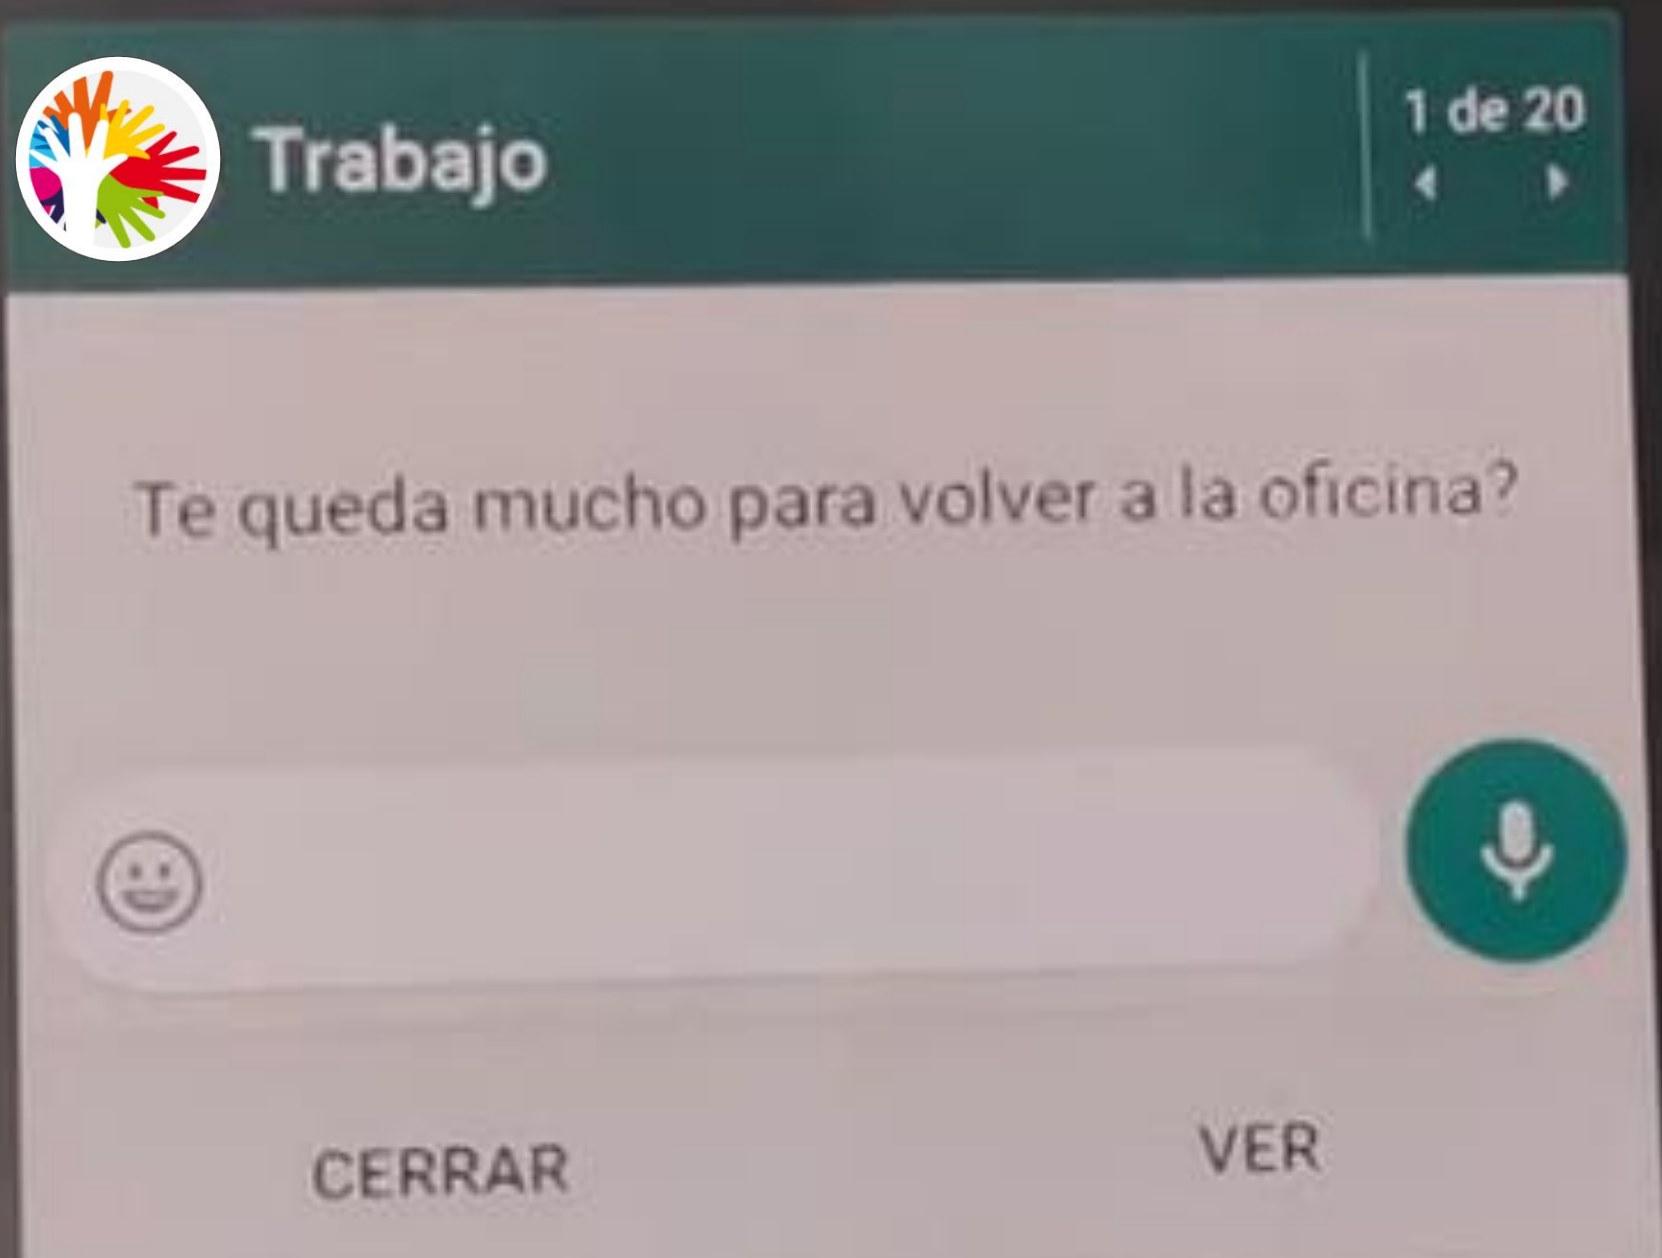 Trabajo
1 de 20
Te queda mucho para volver a la oficina?
CERRAR
VER